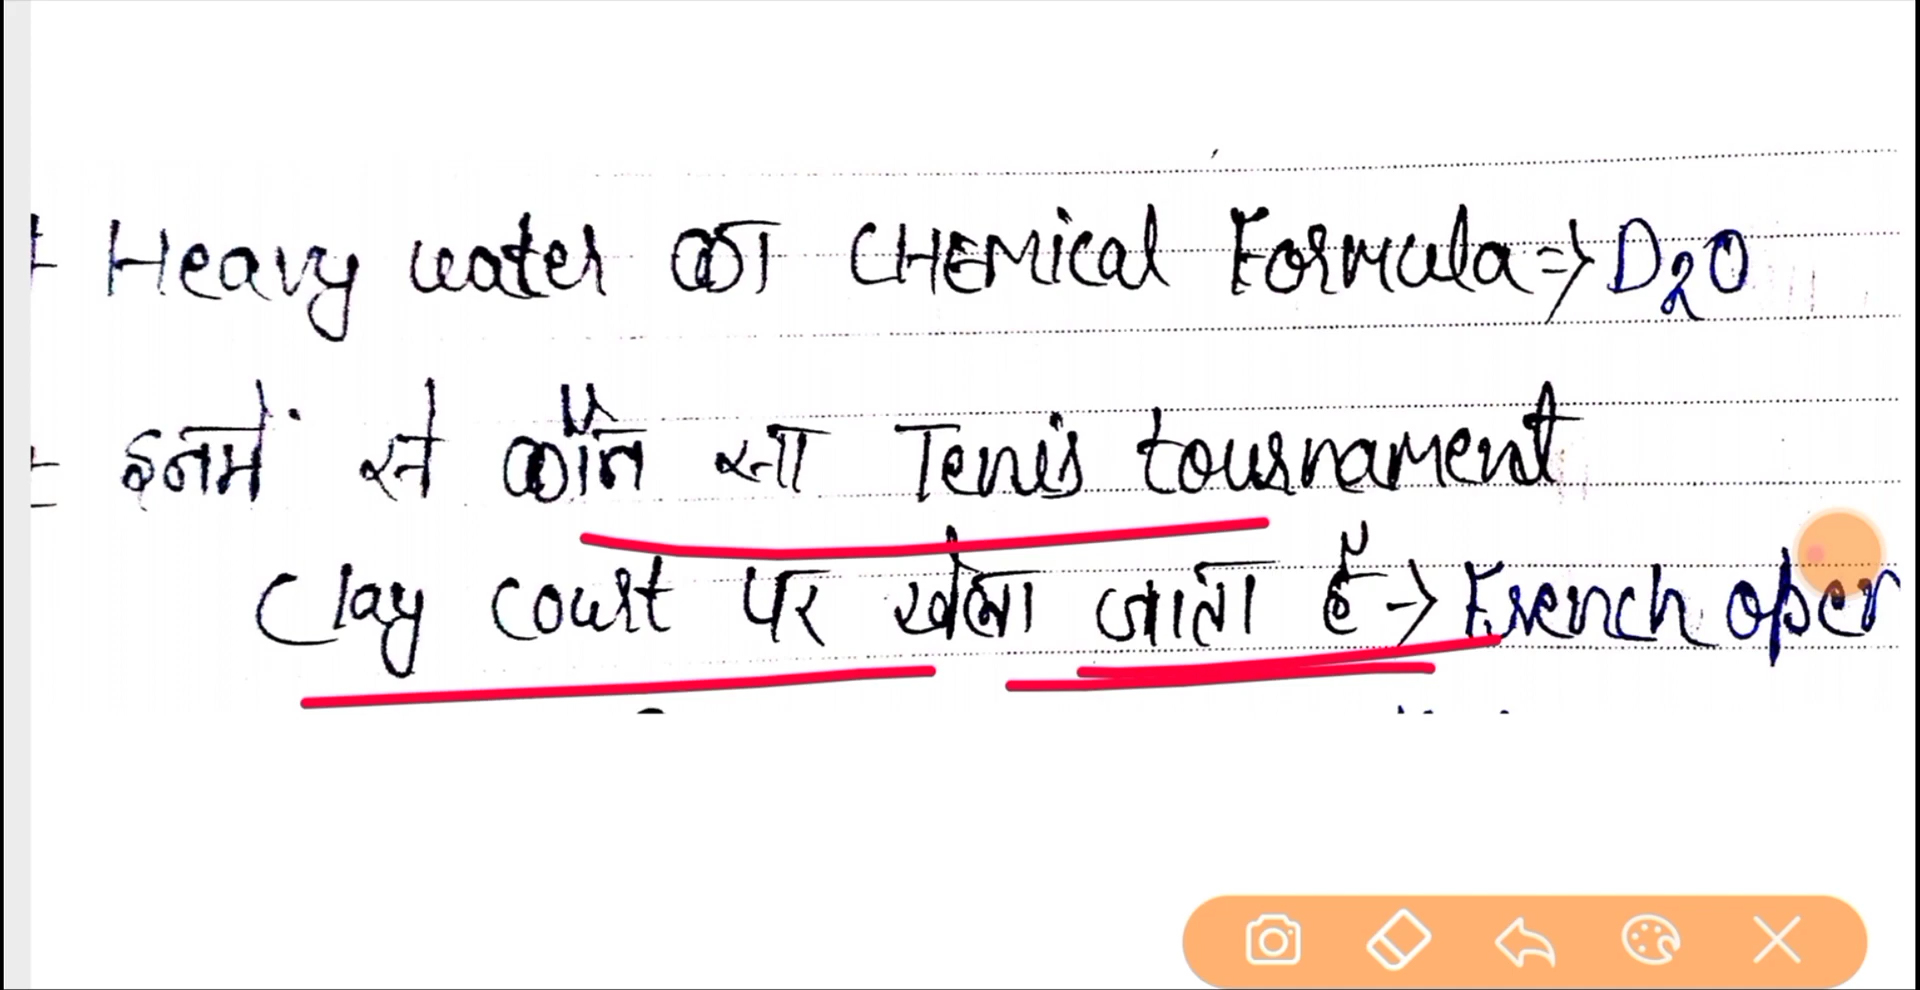 Heavy water का CHEMical Formula⇒ D₂O
इनमें से कौन सा Tenis tournament
Clay court पर खेला जाता है→ French open